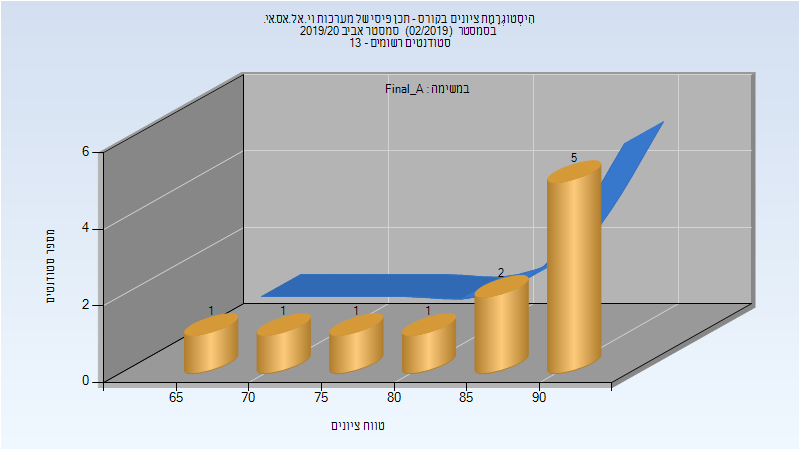 הִיסְטוֹגְרַמַת ציונים בקורס - תכן פיסי של מערכות וי.אל.אס.אי.
בסמסטר (02/2019) סמסטר אביב 2019/20
סטודנטים רשומים - 13
במשימה : Final_A
6
4
2
0
מספר סטודנטים
1
1
1
1
2
5
65
70
75
80
85
90
טווח ציונים